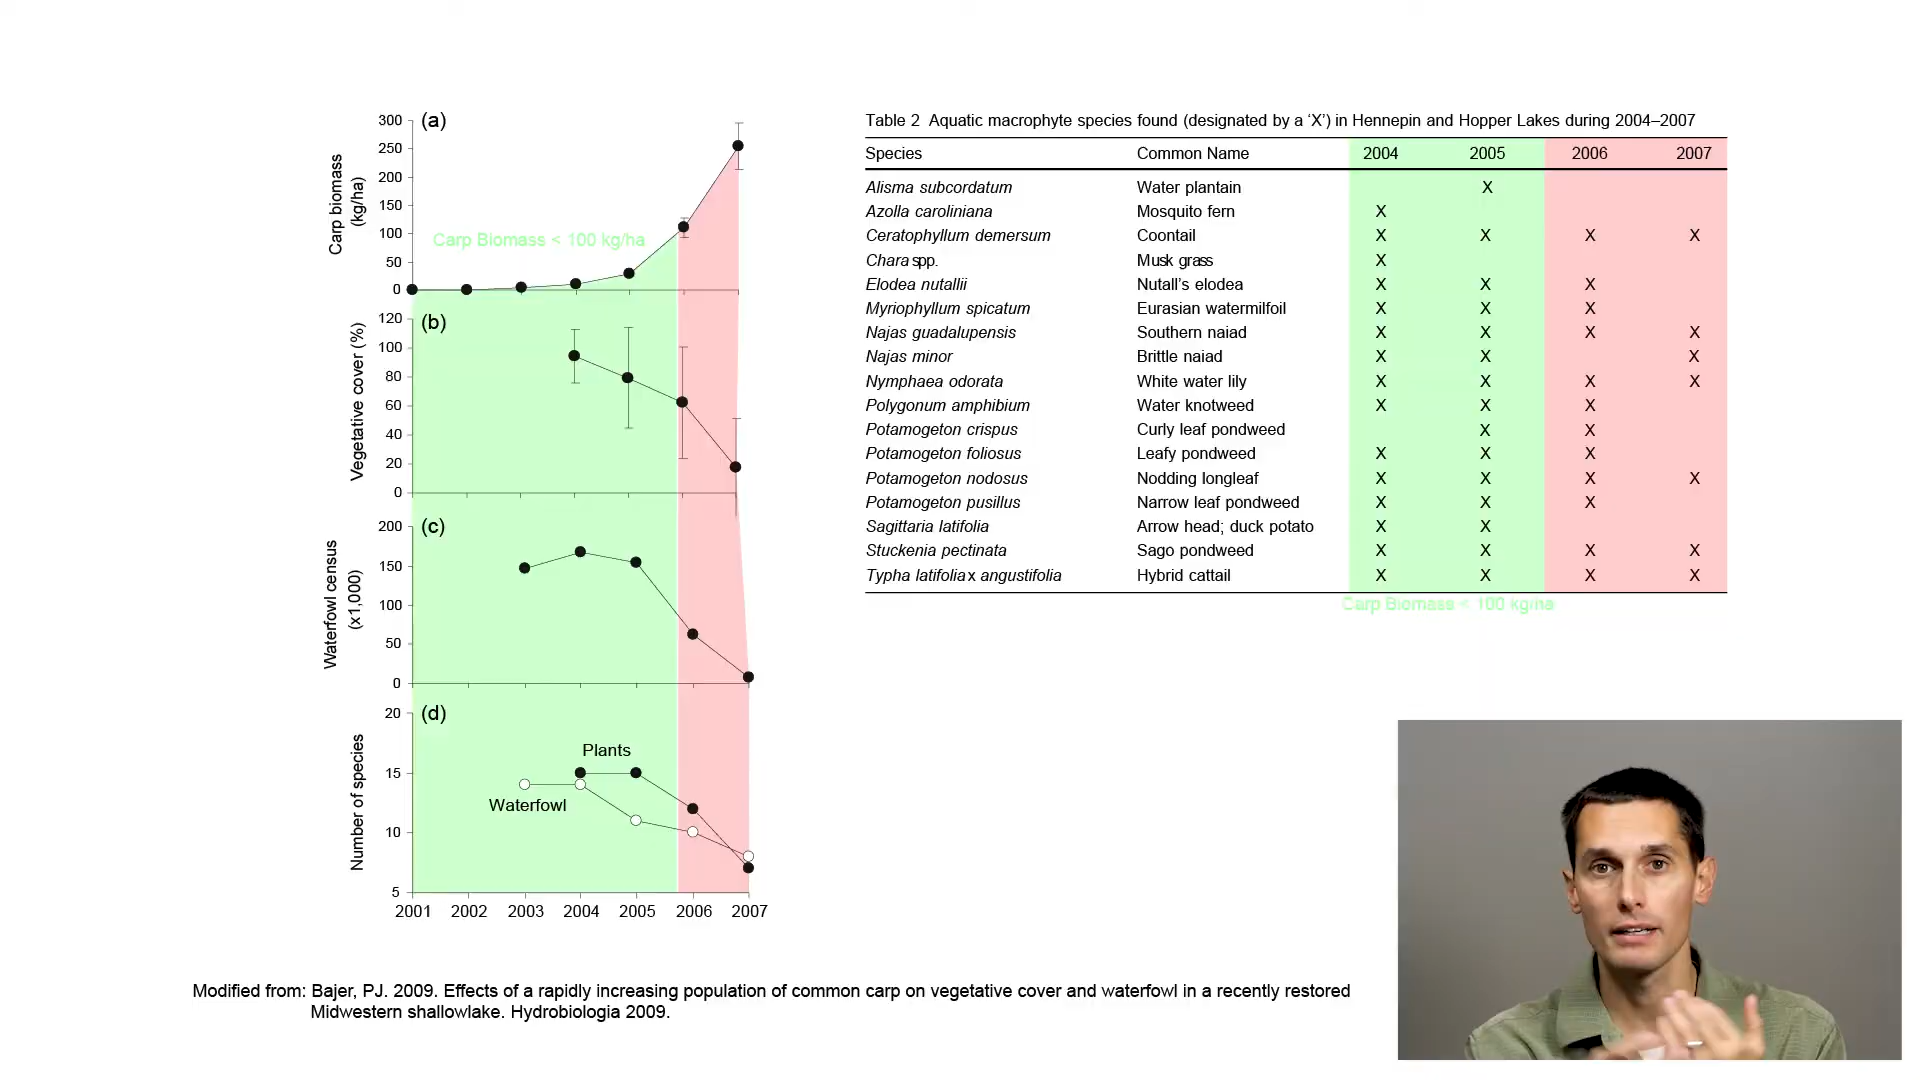 (a)
300
250
200
150
100
50
0
Carp biomass
(kg/ha)
Carp Biomass < 100 kg/ha
(b)
120
100
80
60
40
20
0
Vegetative cover (%)
(c)
200
150
100
50
0
Waterfowl census
(x1,000)
(d)
20
15
10
5
Number of species
Plants
Waterfowl
2001 2002 2003 2004 2005 2006 2007
Table 2 Aquatic macrophyte species found (designated by a ‘X’) in Hennepin and Hopper Lakes during 2004–2007
Species Common Name 2004 2005 2006 2007
Alisma subcordatum Water plantain X
Azolla caroliniana Mosquito fern X
Ceratophyllum demersum Coontail X X X X
Chara spp. Musk grass X
Elodea nutallii Nutall’s elodea X X X
Myriophyllum spicatum Eurasian watermilfoil X X X
Najas guadalupensis Southern naiad X X X X
Najas minor Brittle naiad X X X
Nymphaea odorata White water lily X X X X
Polygonum amphibium Water knotweed X X X
Potamogeton crispus Curly leaf pondweed X X
Potamogeton foliosus Leafy pondweed X X X
Potamogeton nodosus Nodding longleaf X X X X
Potamogeton pusillus Narrow leaf pondweed X X X
Sagittaria latifolia Arrow head; duck potato X X
Stuckenia pectinata Sago pondweed X X X X
Typha latifolia x angustifolia Hybrid cattail X X X X
Carp Biomass < 100 kg/ha
Modified from: Bajer, PJ. 2009. Effects of a rapidly increasing population of common carp on vegetative cover and waterfowl in a recently restored
Midwestern shallowlake. Hydrobiologia 2009.